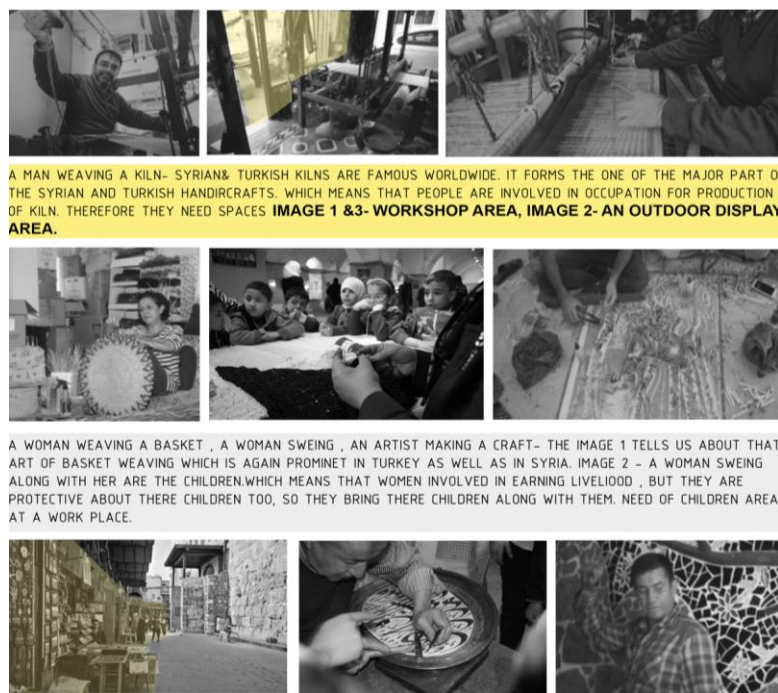 A MAN WEAVING A KILN- SYRIAN& TURKISH KILNS ARE FAMOUS WORLDWIDE. IT FORMS THE ONE OF THE MAJOR PART O
THE SYRIAN AND TURKISH HANDIRCRAFTS. WHICH MEANS THAT PEOPLE ARE INVOLVED IN OCCUPATION FOR PRODUCTION
OF KILN. THEREFORE THEY NEED SPACES IMAGE 1 &3- WORKSHOP AREA, IMAGE 2- AN OUTDOOR DISPLAY
AREA.
A WOMAN WEAVING A BASKET , A WOMAN SWEING , AN ARTIST MAKING A CRAFT- THE IMAGE 1 TELLS US ABOUT THAT
ART OF BASKET WEAVING WHICH IS AGAIN PROMINET IN TURKEY AS WELL AS IN SYRIA. IMAGE 2 - A WOMAN SWEING
ALONG WITH HER ARE THE CHILDREN.WHICH MEANS THAT WOMEN INVOLVED IN EARNING LIVELIOOD , BUT THEY ARE
PROTECTIVE ABOUT THERE CHILDREN TOO, SO THEY BRING THERE CHILDREN ALONG WITH THEM. NEED OF CHILDREN AREA
AT A WORK PLACE.